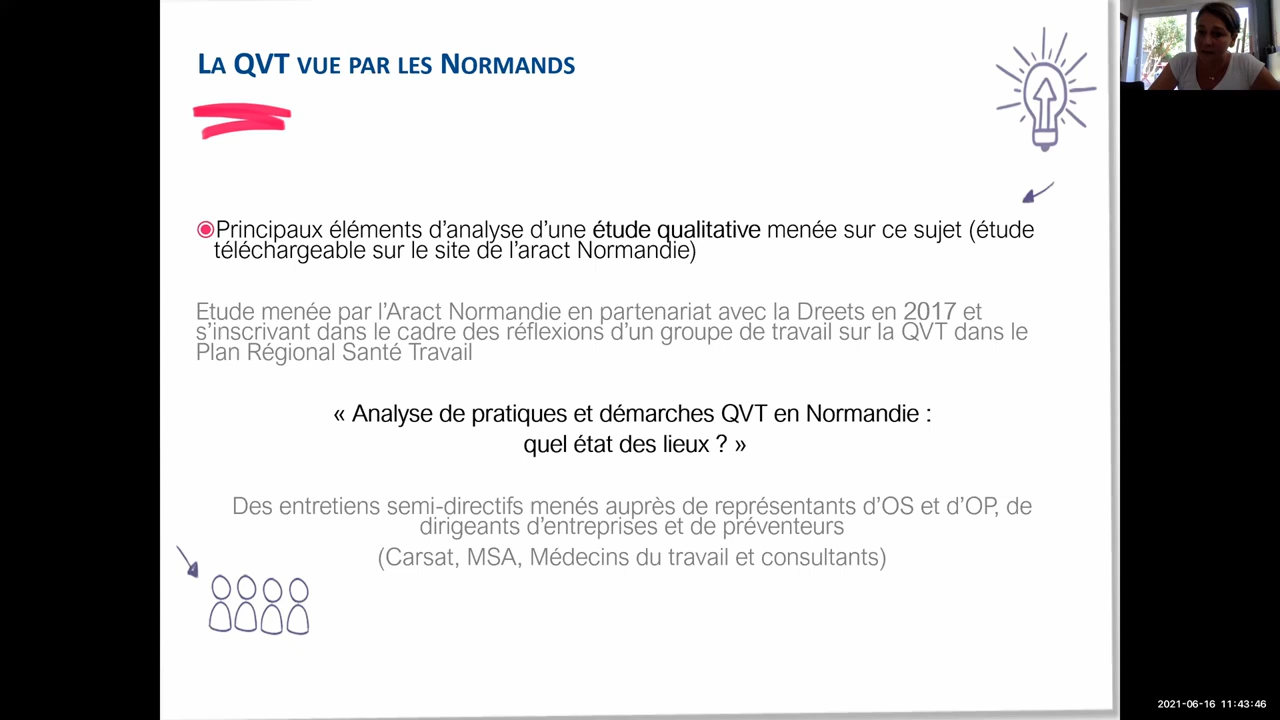 La QVT vue par les Normands
Principaux éléments d'analyse d'une étude qualitative menée sur ce sujet (étude
téléchargeable sur le site de l'aract Normandie)
Etude menée par l'Aract Normandie en partenariat avec la Dreets en 2017 et
s'inscrivant dans le cadre des réflexions d'un groupe de travail sur la QVT dans le
Plan Régional Santé Travail
« Analyse de pratiques et démarches QVT en Normandie :
quel état des lieux ? »
Des entretiens semi-directifs menés auprès de représentants d'OS et d'OP, de
dirigeants d'entreprises et de préventeurs
(Carsat, MSA, Médecins du travail et consultants)
2021-06-16 11:43:46